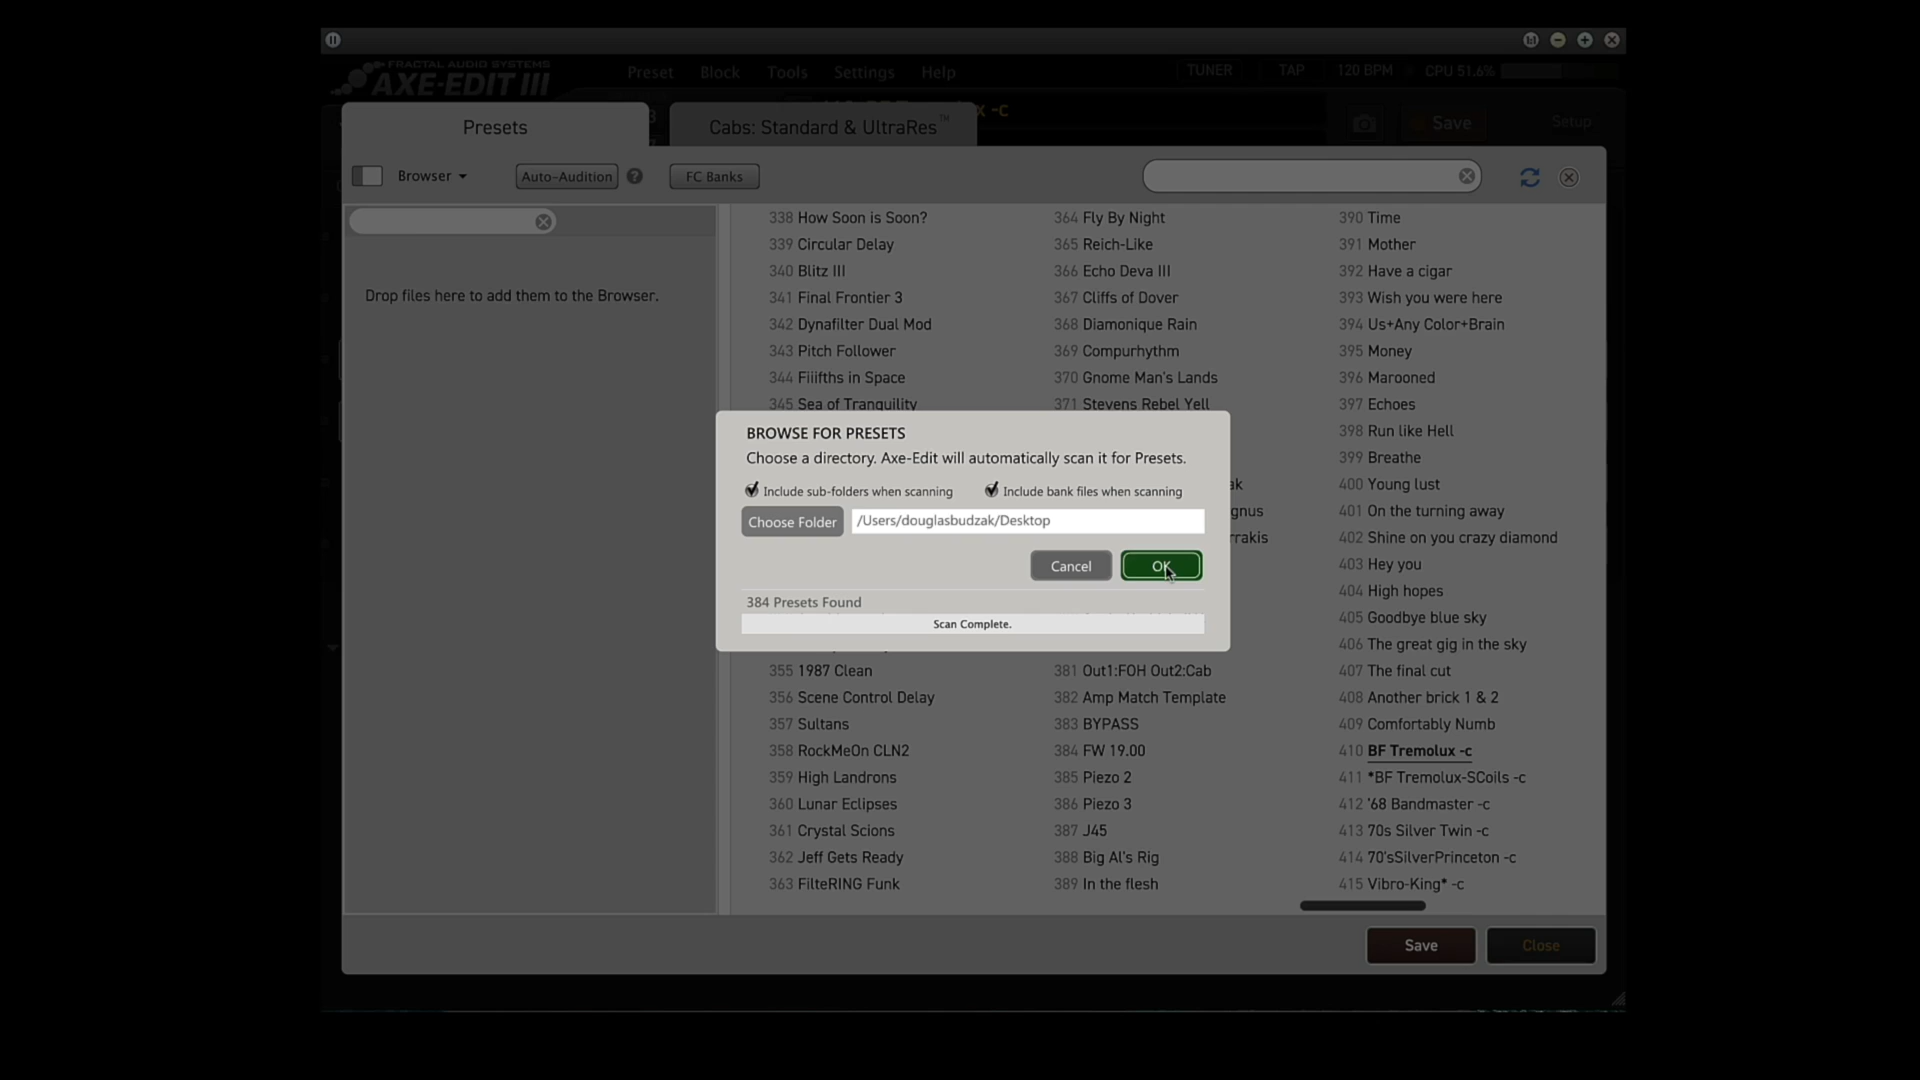 FRACTAL AUDIO SYSTEMS
AXE-EDIT III
Preset Block Tools Settings Help
TUNER TAP 120 BPM CPU 51.6%
x -c
Save Setup
Presets
Cabs: Standard & UltraRes™
Browser
Auto-Audition ?
FC Banks
Drop files here to add them to the Browser.
338 How Soon is Soon?
339 Circular Delay
340 Blitz III
341 Final Frontier 3
342 Dynafilter Dual Mod
343 Pitch Follower
344 Fiiifths in Space
345 Sea of Tranquility
355 1987 Clean
356 Scene Control Delay
357 Sultans
358 RockMeOn CLN2
359 High Landrons
360 Lunar Eclipses
361 Crystal Scions
362 Jeff Gets Ready
363 FilteRING Funk
364 Fly By Night
365 Reich-Like
366 Echo Deva III
367 Cliffs of Dover
368 Diamonique Rain
369 Compurhythm
370 Gnome Man's Lands
371 Stevens Rebel Yell
ak
gnus
rrakis
381 Out1:FOH Out2:Cab
382 Amp Match Template
383 BYPASS
384 FW 19.00
385 Piezo 2
386 Piezo 3
387 J45
388 Big Al's Rig
389 In the flesh
390 Time
391 Mother
392 Have a cigar
393 Wish you were here
394 Us+Any Color+Brain
395 Money
396 Marooned
397 Echoes
398 Run like Hell
399 Breathe
400 Young lust
401 On the turning away
402 Shine on you crazy diamond
403 Hey you
404 High hopes
405 Goodbye blue sky
406 The great gig in the sky
407 The final cut
408 Another brick 1 & 2
409 Comfortably Numb
410 BF Tremolux -c
411 *BF Tremolux-SCoils -c
412 '68 Bandmaster -c
413 70s Silver Twin -c
414 70'sSilverPrinceton -c
415 Vibro-King* -c
BROWSE FOR PRESETS
Choose a directory. Axe-Edit will automatically scan it for Presets.
Include sub-folders when scanning
Include bank files when scanning
Choose Folder
/Users/douglasbudzak/Desktop
Cancel
OK
384 Presets Found
Scan Complete.
Save
Close